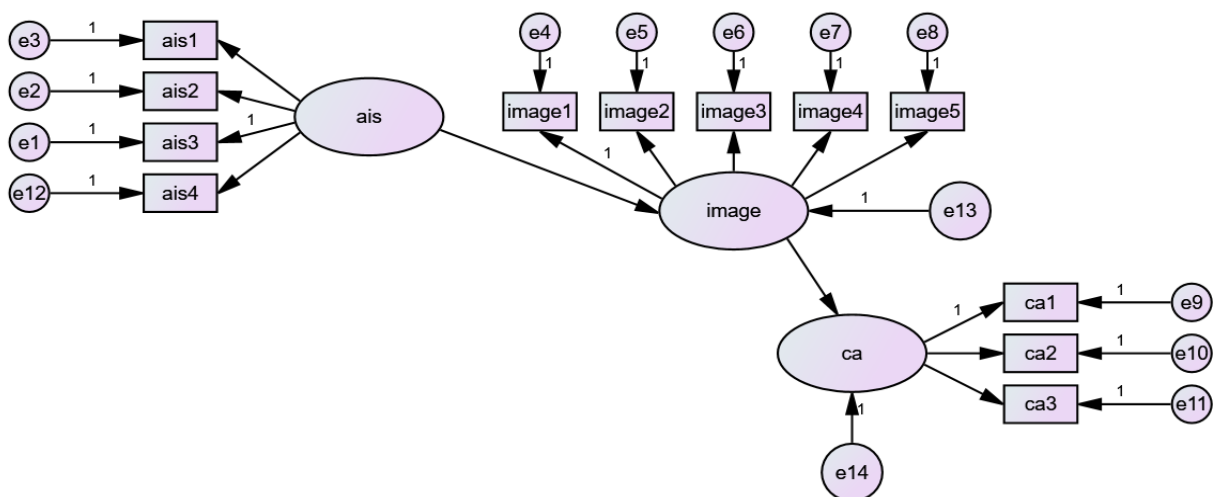 e3 1 ais1
e2 1 ais2
e1 1 ais3
e12 1 ais4
1
ais
e4 e5 e6 e7 e8
1 1 1 1 1
image1 image2 image3 image4 image5
1
image
1 e13
1 ca1 1 e9
ca2 1 e10
ca3 1 e11
ca
1
e14